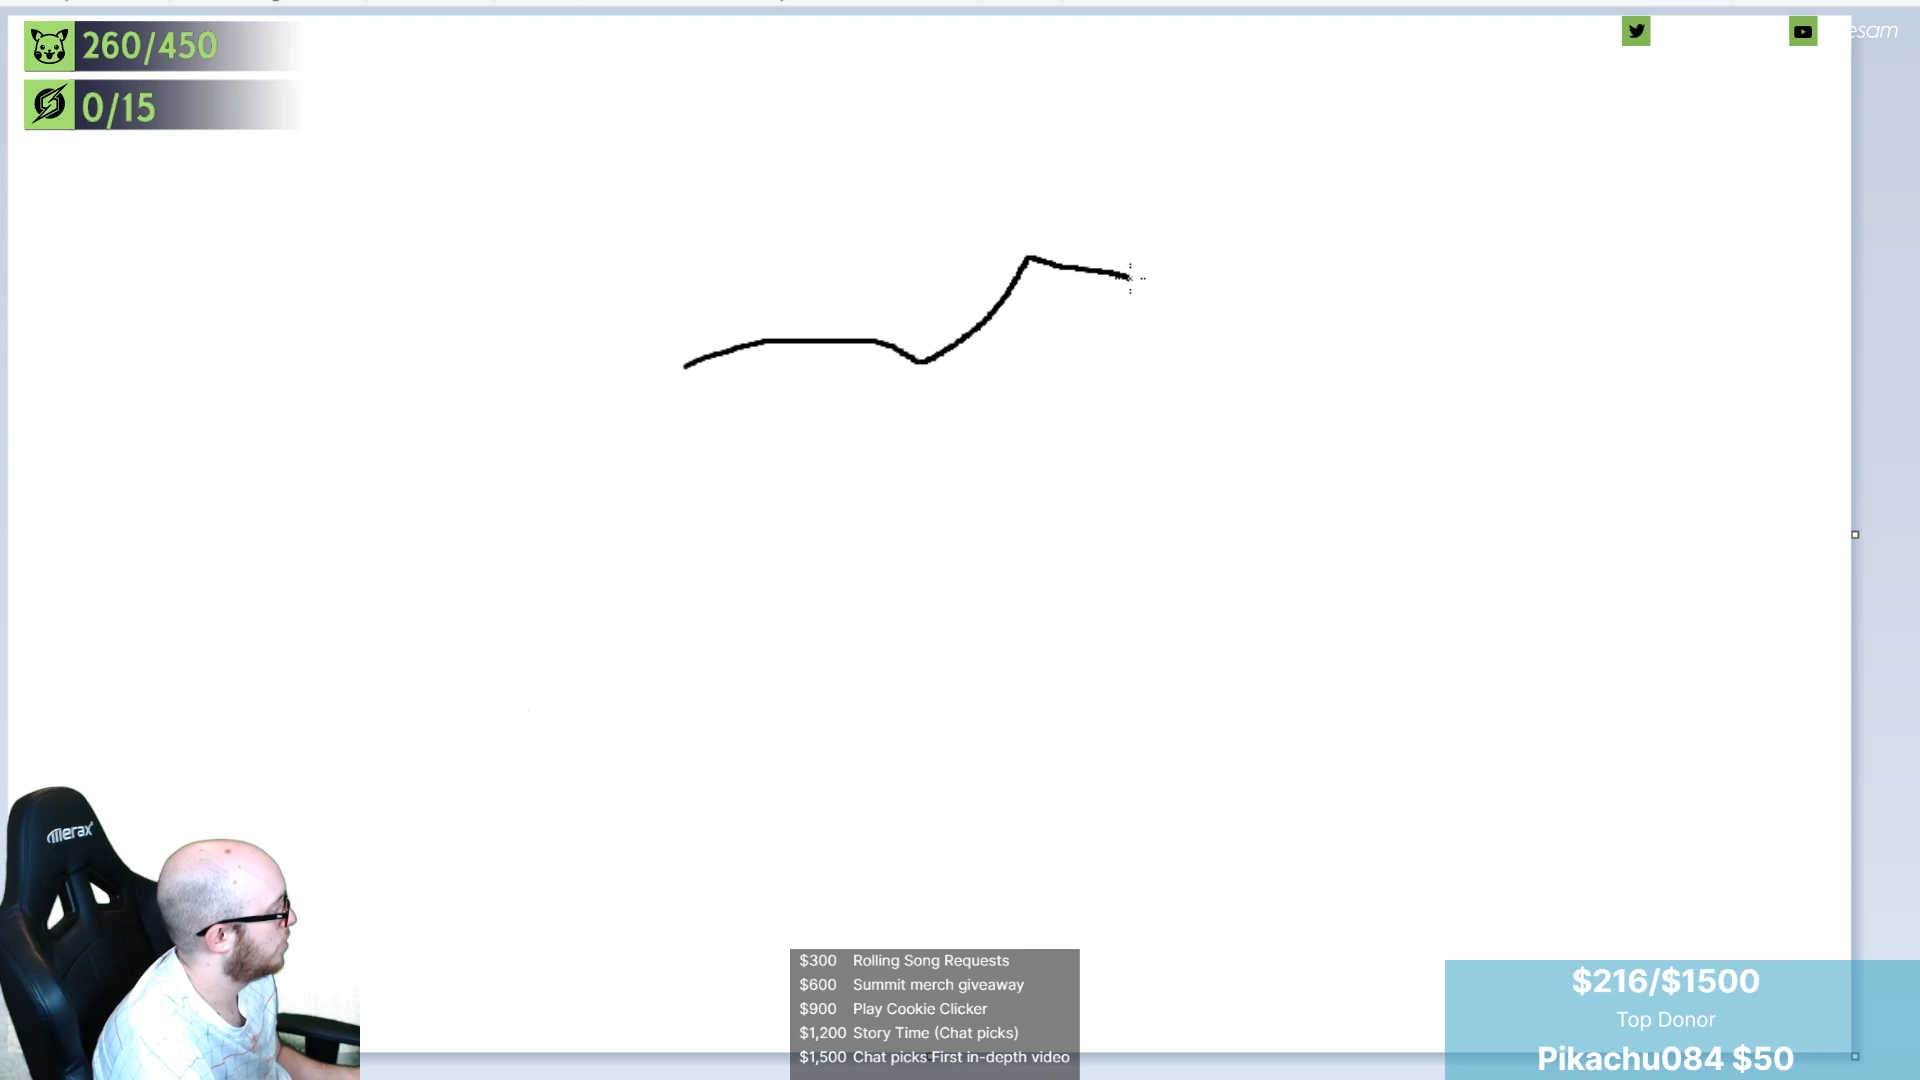 260/450
0/15
esam
merax
$300 Rolling Song Requests
$600 Summit merch giveaway
$900 Play Cookie Clicker
$1,200 Story Time (Chat picks)
$1,500 Chat picks First in-depth video
$216/$1500
Top Donor
Pikachu084 $50